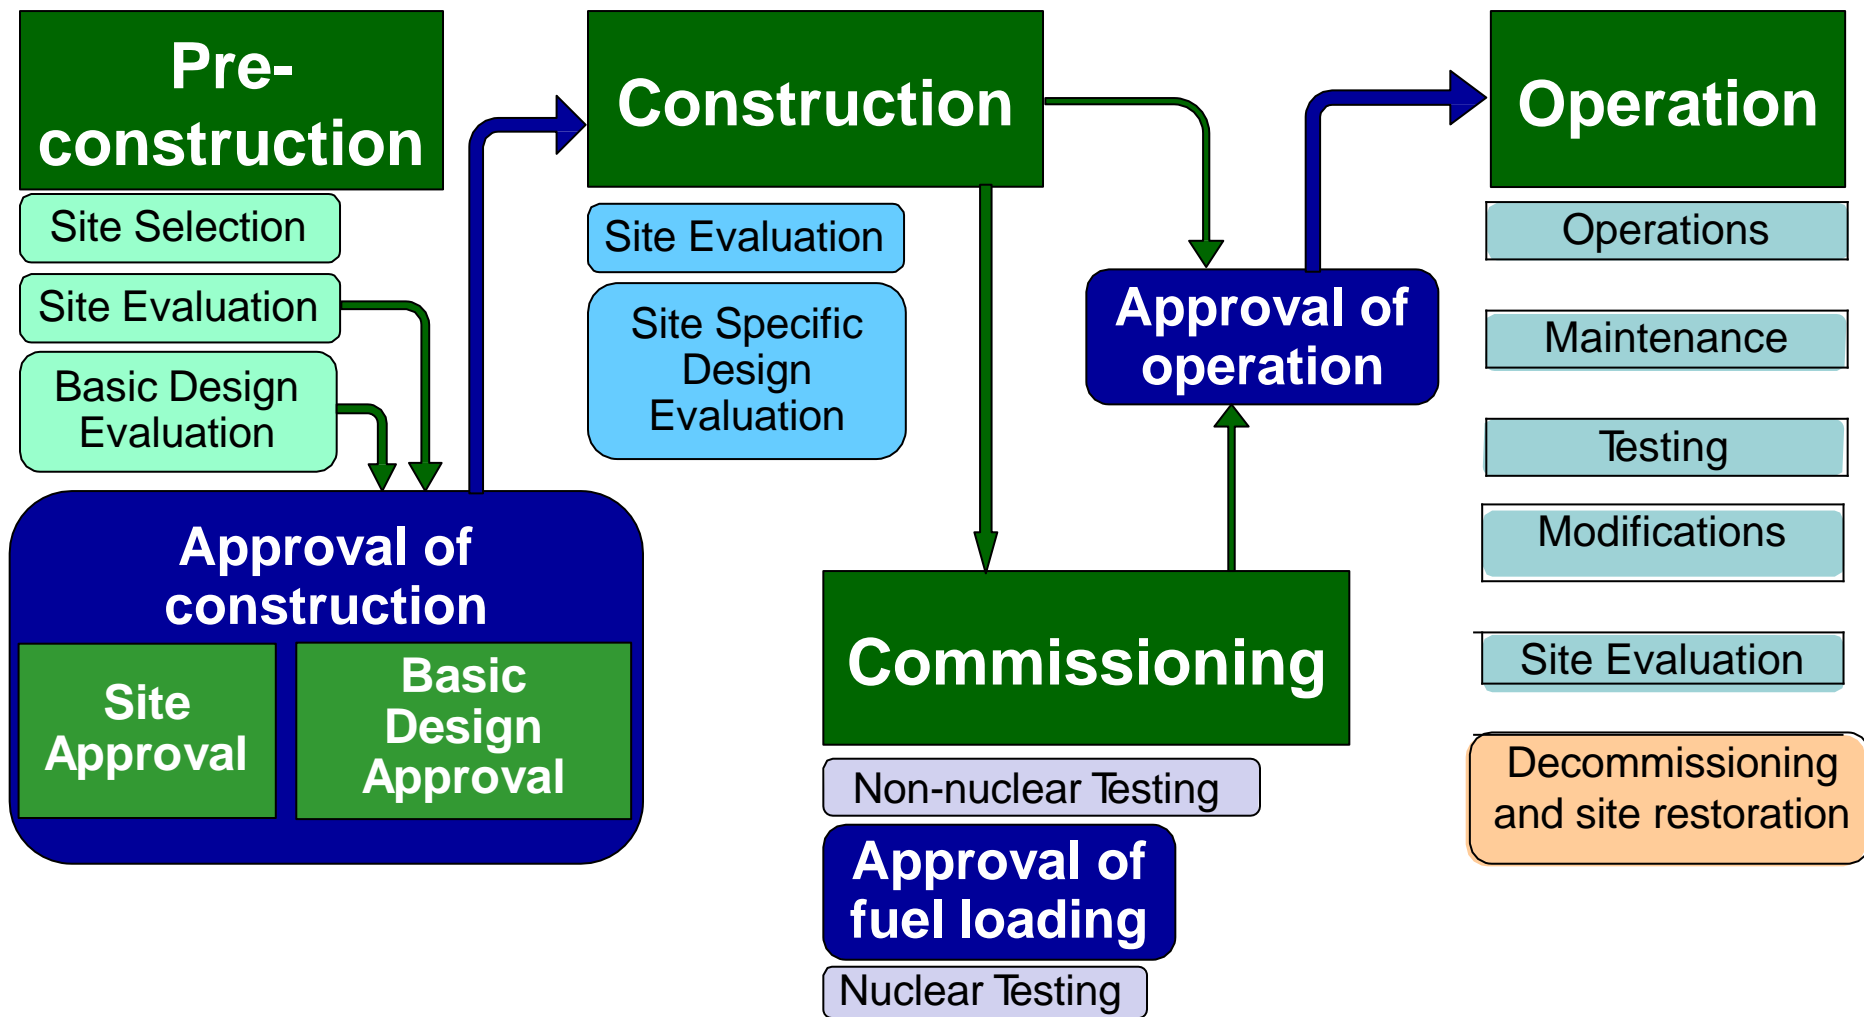 Pre-
construction
Site Selection
Site Evaluation
Basic Design
Evaluation
Approval of
construction
Site
Approval
Basic
Design
Approval
Construction
Site Evaluation
Site Specific
Design
Evaluation
Commissioning
Non-nuclear Testing
Approval of
fuel loading
Nuclear Testing
Approval of
operation
Operation
Operations
Maintenance
Testing
Modifications
Site Evaluation
Decommissioning
and site restoration